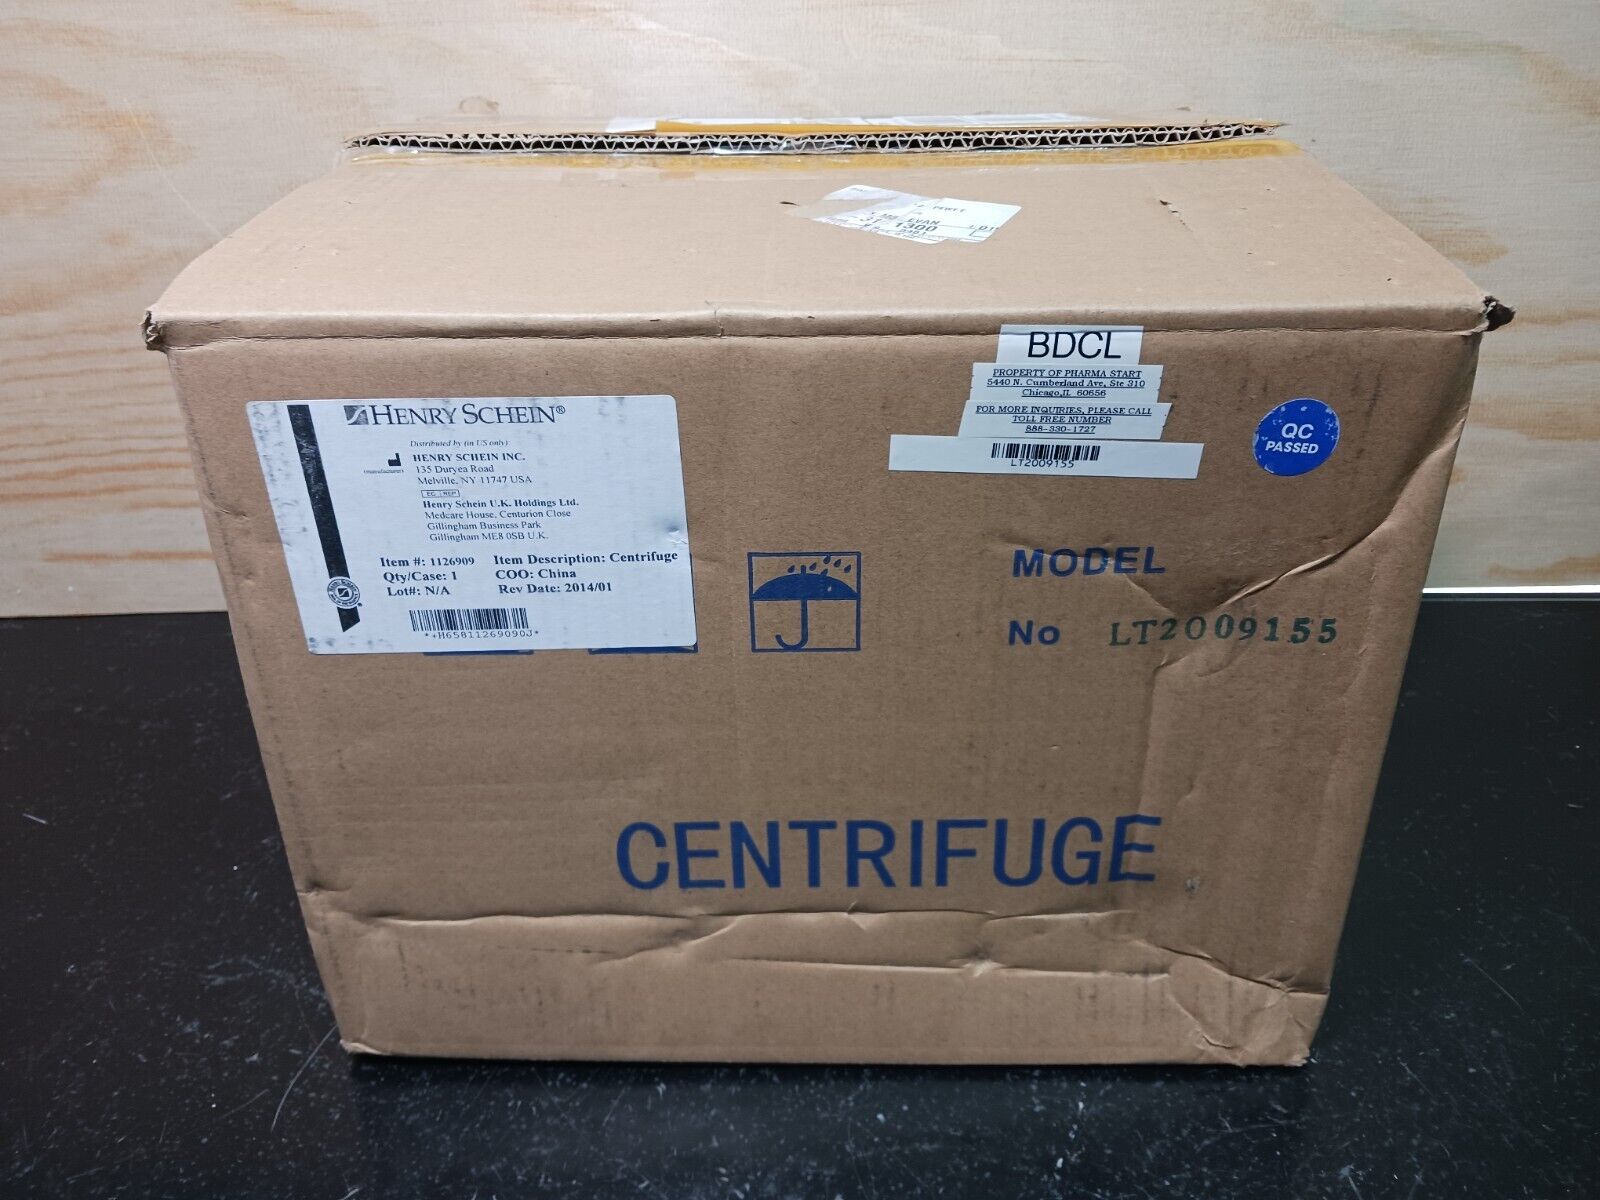 PEWFT
EVAN
1300
HENRY SCHEIN®
Distributed by (in US only):
HENRY SCHEIN INC.
135 Duryea Road
Melville, NY 11747 USA
EC REP
Henry Schein U.K. Holdings Ltd.
Medcare House, Centurion Close
Gillingham Business Park
Gillingham ME8 0SB U.K.
Item #: 1126909 Item Description: Centrifuge
Qty/Case: 1 COO: China
Lot#: N/A Rev Date: 2014/01
*+H65811269090J*
BDCL
PROPERTY OF PHARMA START
5440 N. Cumberland Ave, Ste 310
Chicago,IL 60656
FOR MORE INQUIRIES, PLEASE CALL
TOLL FREE NUMBER
888-330-1727
LT2009155
QC
PASSED
MODEL
No LT2009155
CENTRIFUGE